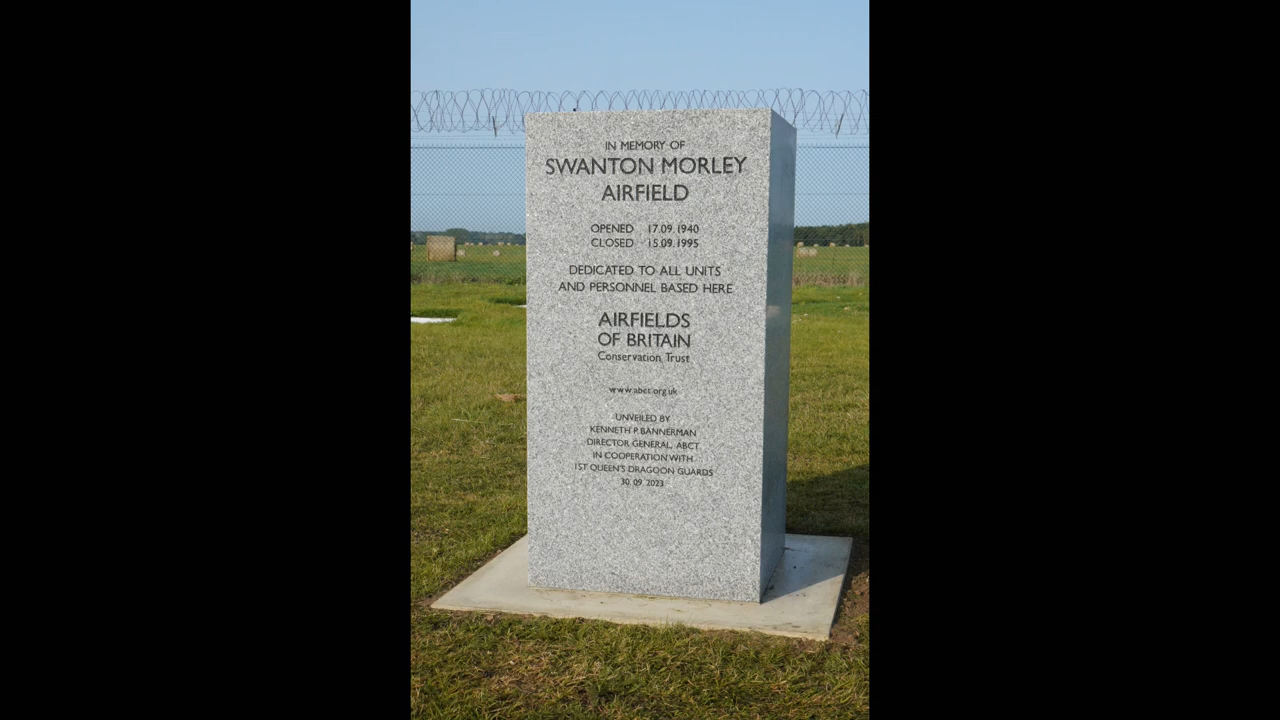 IN MEMORY OF
SWANTON MORLEY
AIRFIELD
OPENED 17.09.1940
CLOSED 15.09.1995
DEDICATED TO ALL UNITS
AND PERSONNEL BASED HERE
AIRFIELDS
OF BRITAIN
Conservation Trust
www.abct.org.uk
UNVEILED BY
KENNETH P. BANNERMAN
DIRECTOR GENERAL, ABCT
IN COOPERATION WITH
1ST QUEEN'S DRAGOON GUARDS
30.09.2023